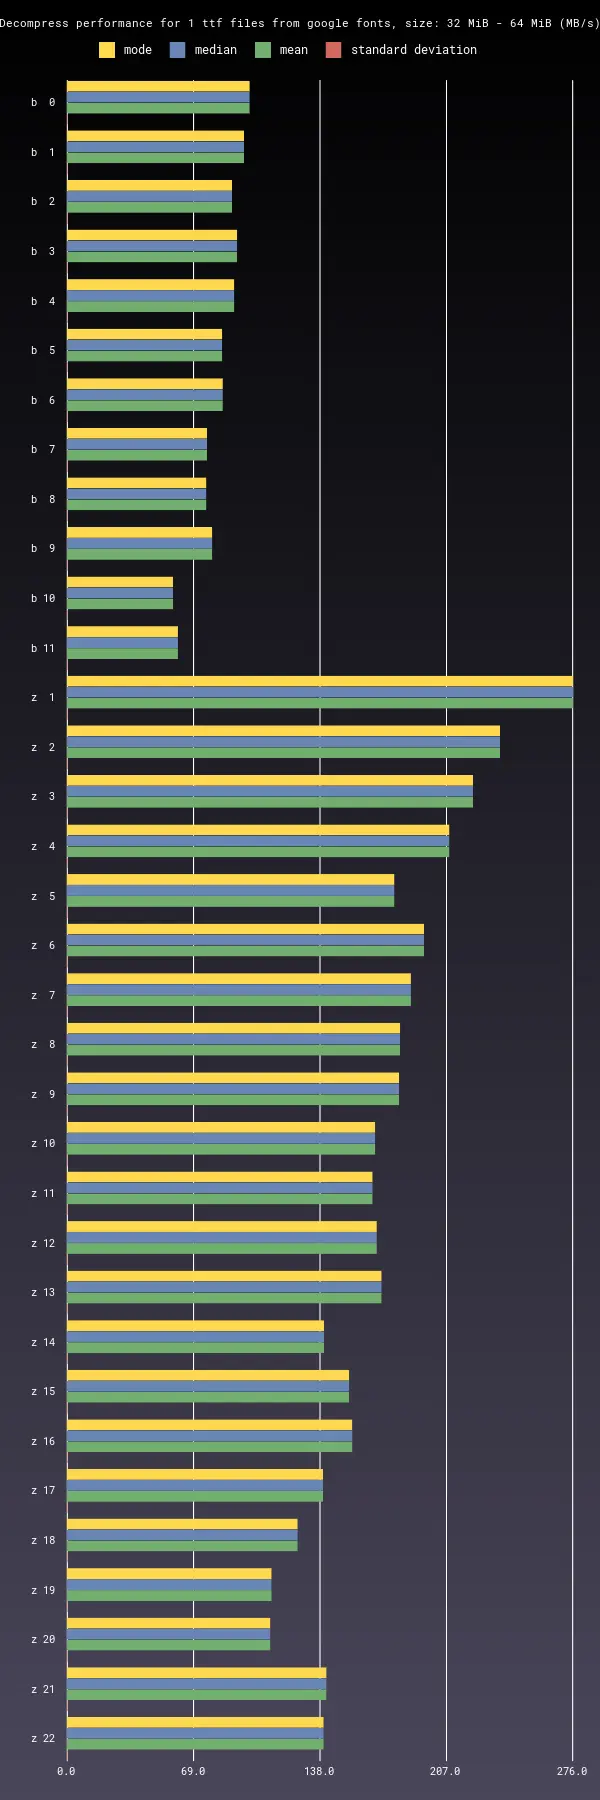 Decompress performance for 1 ttf files from google fonts, size: 32 MiB - 64 MiB (MB/s)
mode median mean standard deviation
b 0
b 1
b 2
b 3
b 4
b 5
b 6
b 7
b 8
b 9
b 10
b 11
z 1
z 2
z 3
z 4
z 5
z 6
z 7
z 8
z 9
z 10
z 11
z 12
z 13
z 14
z 15
z 16
z 17
z 18
z 19
z 20
z 21
z 22
0.0 69.0 138.0 207.0 276.0